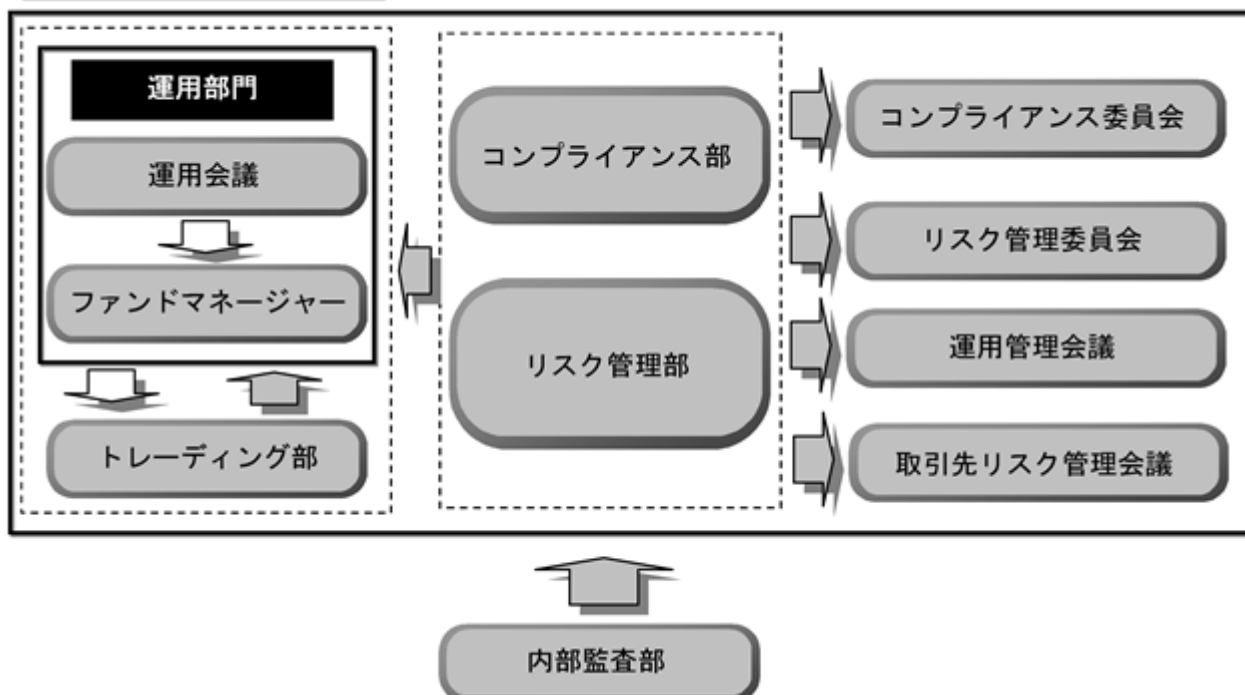 運用部門
運用会議
ファンドマネージャー
トレーディング部
コンプライアンス部
リスク管理部
コンプライアンス委員会
リスク管理委員会
運用管理会議
取引先リスク管理会議
内部監査部